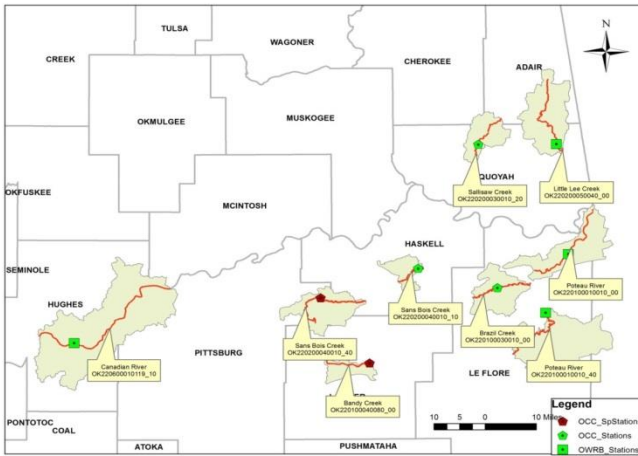 TULSA
WAGONER
CREEK
CHEROKEE
ADAIR
N
OKMULGEE
MUSKOGEE
QUOYAH
Sallisaw Creek
OK220200030010_20
Little Lee Creek
OK220200050040_00
OKFUSKEE
MCINTOSH
HASKELL
SEMINOLE
HUGHES
Poteau River
OK220100010010_00
Sans Bois Creek
OK220200040010_10
Sans Bois Creek
OK220200040010_40
Brazil Creek
OK220100030010_00
PITTSBURG
Canadian River
OK220600010119_10
Poteau River
OK220100010010_40
LE FLORE
Bandy Creek
OK220100040080_00
PONTOTOC
COAL
ATOKA
PUSHMATAHA
10 0 10 Miles
Legend
OCC_SpStation
OCC_Stations
OWRB_Stations